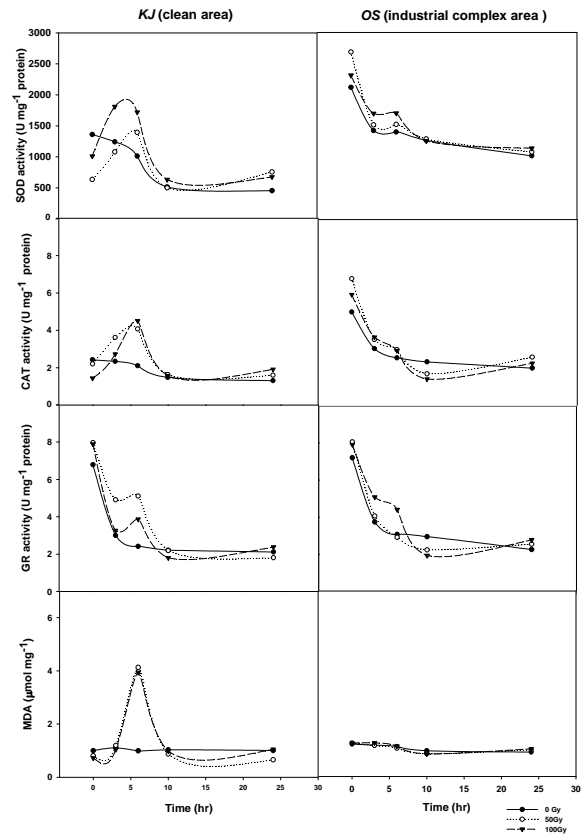 KJ (clean area)
OS (industrial complex area )
SOD activity (U mg-1 protein)
3000
2500
2000
1500
1000
500
0
CAT activity (U mg-1 protein)
8
6
4
2
0
GR activity (U mg-1 protein)
8
6
4
2
0
MDA (μmol mg-1)
6
4
2
0
0 5 10 15 20 25 30
0 5 10 15 20 25 30
Time (hr)
Time (hr)
0 Gy
50Gy
100Gy